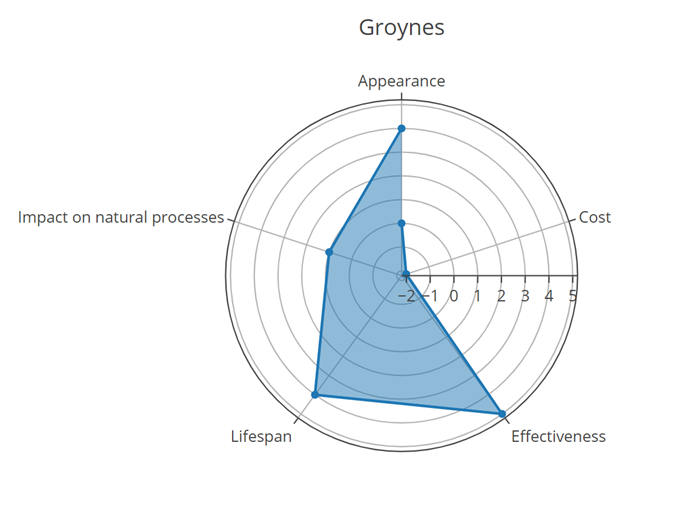 Groynes
Appearance
Impact on natural processes
Cost
−2 −1 0 1 2 3 4 5
Lifespan
Effectiveness